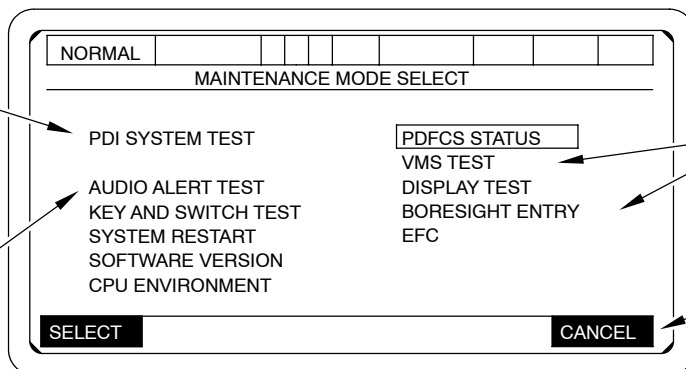 NORMAL
MAINTENANCE MODE SELECT
PDI SYSTEM TEST
AUDIO ALERT TEST
KEY AND SWITCH TEST
SYSTEM RESTART
SOFTWARE VERSION
CPU ENVIRONMENT
PDFCS STATUS
VMS TEST
DISPLAY TEST
BORESIGHT ENTRY
EFC
SELECT
CANCEL